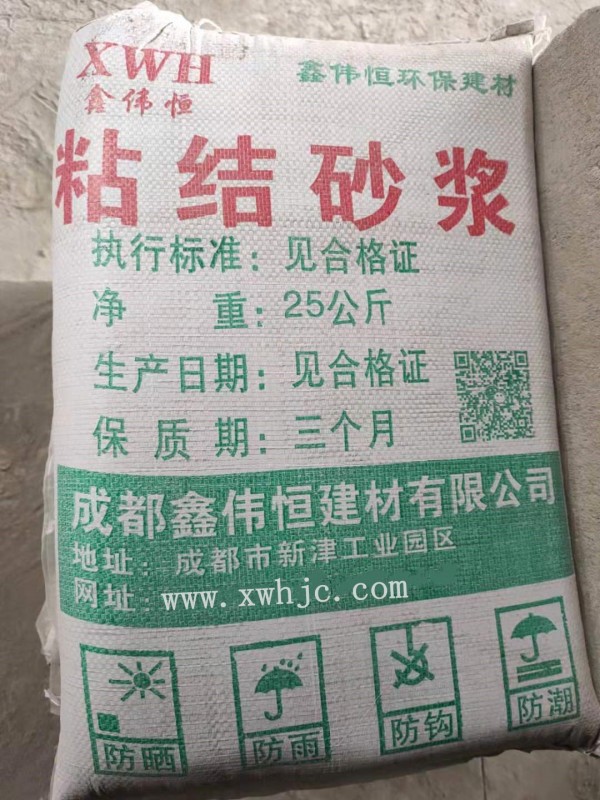 XWH
鑫伟恒
鑫伟恒环保建材
粘结砂浆
执行标准：见合格证
净 重：25公斤
生产日期：见合格证
保质期：三个月
成都鑫伟恒建材有限公司
地址：成都市新津工业园区
网址：www.xwhjc.com
防晒
防雨
防钩
防潮